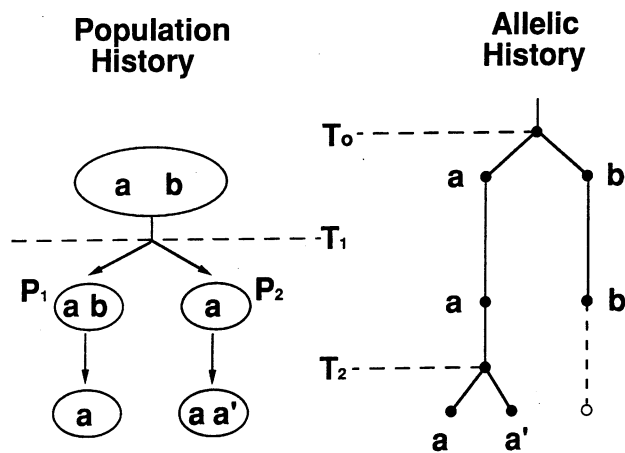 Population
History
Allelic
History
T₀
a b
a b
T₁
P₁
a b
a
P₂
a b
T₂
a
a a'
a a'